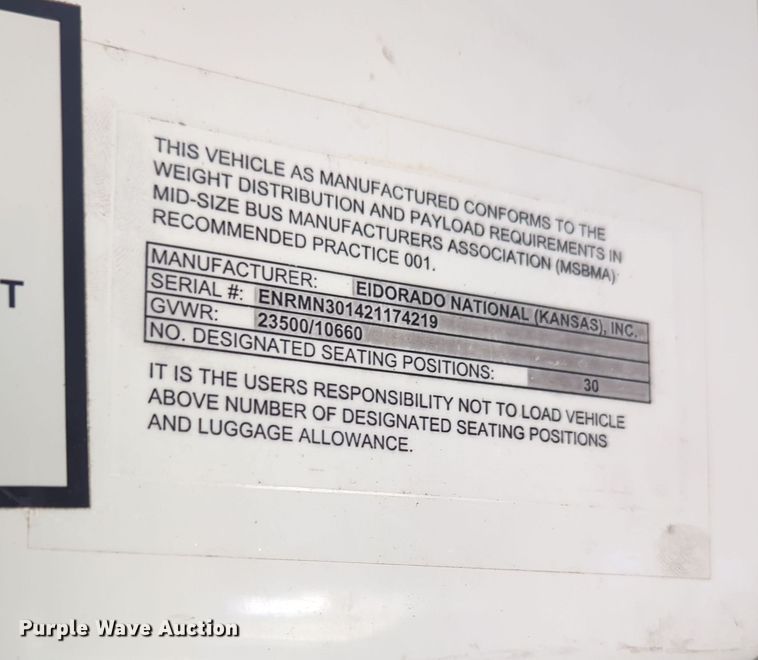 T
THIS VEHICLE AS MANUFACTURED CONFORMS TO THE
WEIGHT DISTRIBUTION AND PAYLOAD REQUIREMENTS IN
MID-SIZE BUS MANUFACTURERS ASSOCIATION (MSBMA)
RECOMMENDED PRACTICE 001.
MANUFACTURER: ElDORADO NATIONAL (KANSAS), INC.
SERIAL #: ENRMN301421174219
GVWR: 23500/10660
NO. DESIGNATED SEATING POSITIONS: 30
IT IS THE USERS RESPONSIBILITY NOT TO LOAD VEHICLE
ABOVE NUMBER OF DESIGNATED SEATING POSITIONS
AND LUGGAGE ALLOWANCE.
Purple Wave Auction